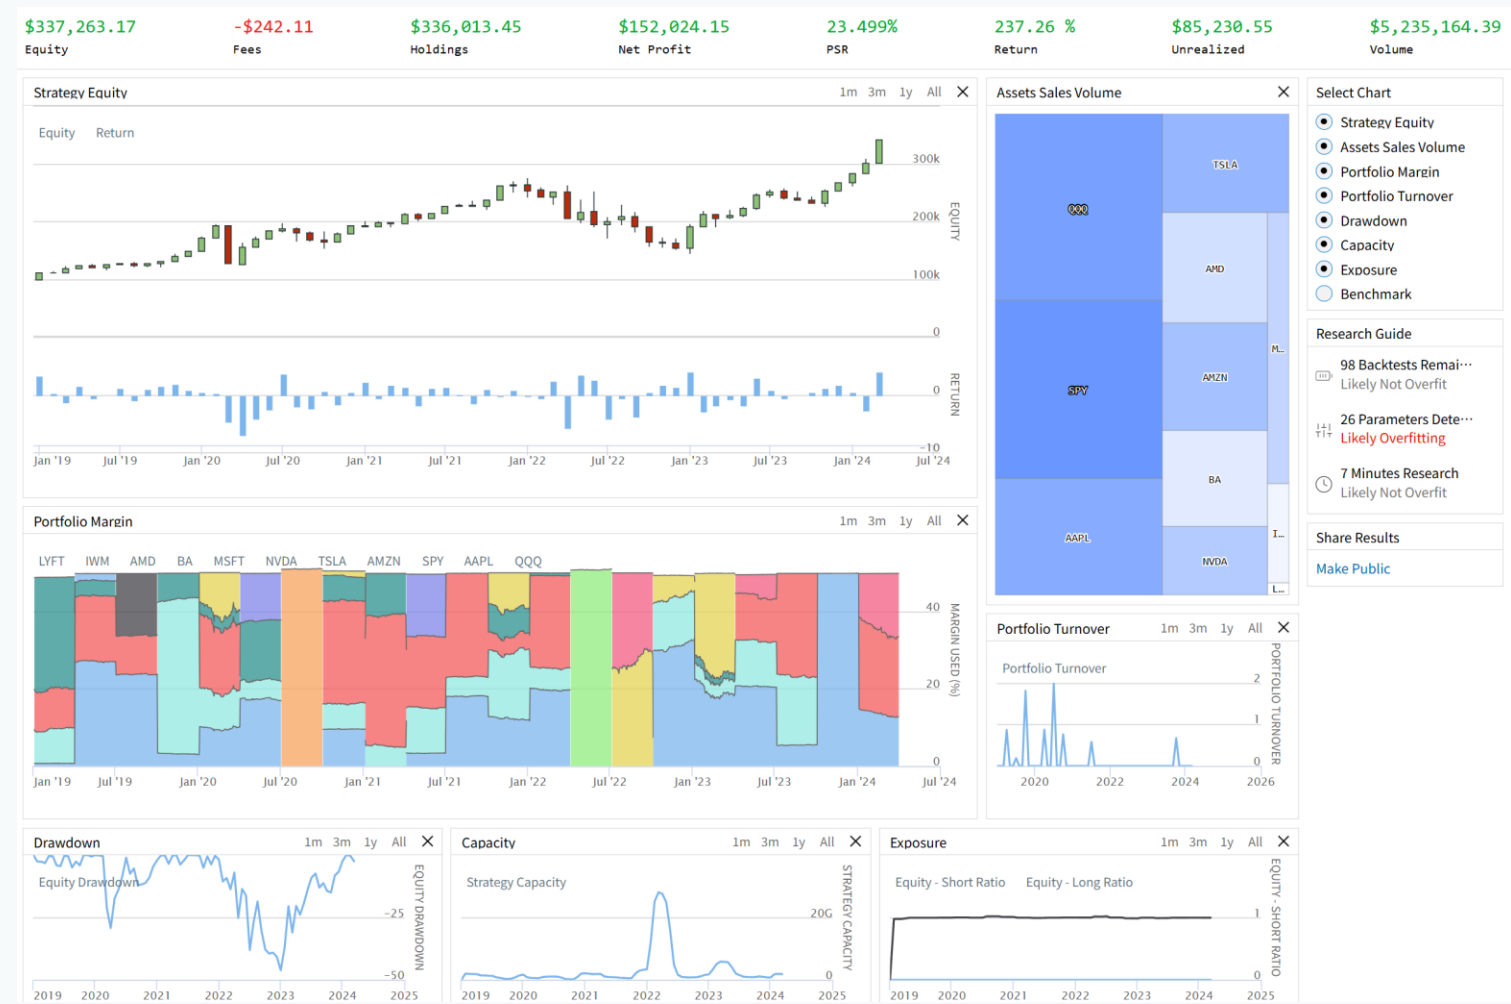 $337,263.17 -$242.11 $336,013.45 $152,024.15 23.499% 237.26 % $85,230.55 $5,235,164.39
Equity Fees Holdings Net Profit PSR Return Unrealized Volume
Strategy Equity 1m 3m 1y All
Equity Return
300k
200k
100k
0
EQUITY
0
-10
RETURN
Jan '19 Jul '19 Jan '20 Jul '20 Jan '21 Jul '21 Jan '22 Jul '22 Jan '23 Jul '23 Jan '24 Jul '24
Assets Sales Volume
QQQ
SPY
AAPL
TSLA
AMD
AMZN
BA
NVDA
M...
I...
L...
Select Chart
Strategy Equity
Assets Sales Volume
Portfolio Margin
Portfolio Turnover
Drawdown
Capacity
Exposure
Benchmark
Research Guide
98 Backtests Remai...
Likely Not Overfit
26 Parameters Dete...
Likely Overfitting
7 Minutes Research
Likely Not Overfit
Share Results
Make Public
Portfolio Margin 1m 3m 1y All
LYFT IWM AMD BA MSFT NVDA TSLA AMZN SPY AAPL QQQ
40
20
0
MARGIN USED (%)
Jan '19 Jul '19 Jan '20 Jul '20 Jan '21 Jul '21 Jan '22 Jul '22 Jan '23 Jul '23 Jan '24 Jul '24
Portfolio Turnover 1m 3m 1y All
Portfolio Turnover
2
1
0
PORTFOLIO TURNOVER
2020 2022 2024 2026
Drawdown 1m 3m 1y All
Equity Drawdown
-25
-50
EQUITY DRAWDOWN
2019 2020 2021 2022 2023 2024 2025
Capacity 1m 3m 1y All
Strategy Capacity
20G
0
STRATEGY CAPACITY
2019 2020 2021 2022 2023 2024 2025
Exposure 1m 3m 1y All
Equity - Short Ratio Equity - Long Ratio
1
0
EQUITY - SHORT RATIO
2019 2020 2021 2022 2023 2024 2025